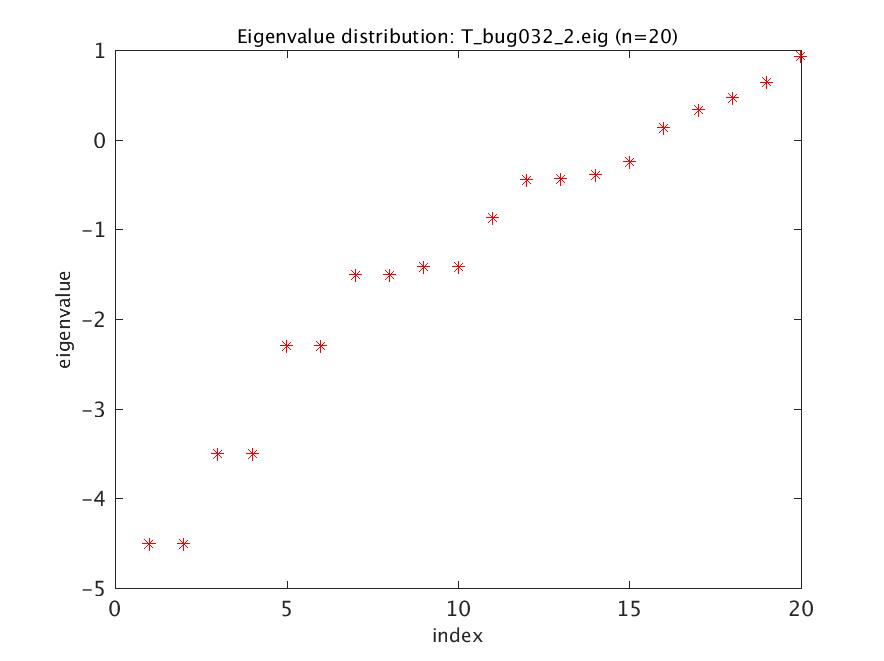 Eigenvalue distribution: T_bug032_2.eig (n=20)
1
0
-1
-2
-3
-4
-5
eigenvalue
0 5 10 15 20
index